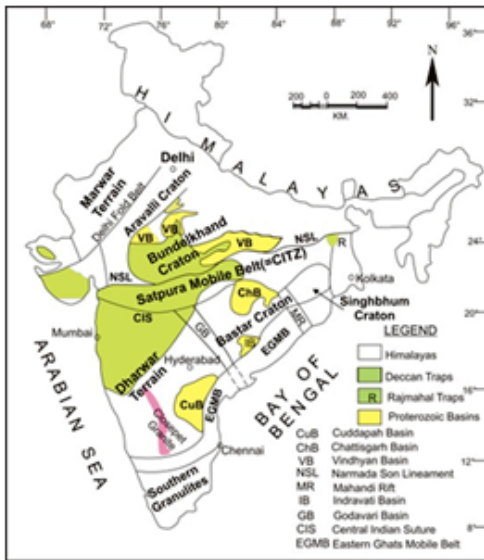 68° 72° 76° 80° 84° 88° 92° 96°
36°
N
200 0 200 400
KM.
32°
HIMALAYAS
Delhi
Marwar
Terrain
Delhi Fold Belt
Aravalli Craton
VB
VB
Bundelkhand
Craton
VB
NSL
R
24°
NSL
Satpura Mobile Belt(=CITZ)
Kolkata
ChB
Singhbhum
Craton
CIS
GB
Bastar Craton
MR
20°
Mumbai
IB
EGMB
Hyderabad
Dharwar
Terrain
ARABIAN SEA
BAY OF
BENGAL
CuB
EGMB
Closepet
Granite
Chennai
Southern
Granulites
LEGEND
Himalayas
Deccan Traps
16°
R Rajmahal Traps
Proterozoic Basins
CuB Cuddapah Basin
ChB Chattisgarh Basin
VB Vindhyan Basin
12°
NSL Narmada Son Lineament
MR Mahandi Rift
IB Indravati Basin
GB Godavari Basin
8°
CIS Central Indian Suture
EGMB Eastern Ghats Mobile Belt